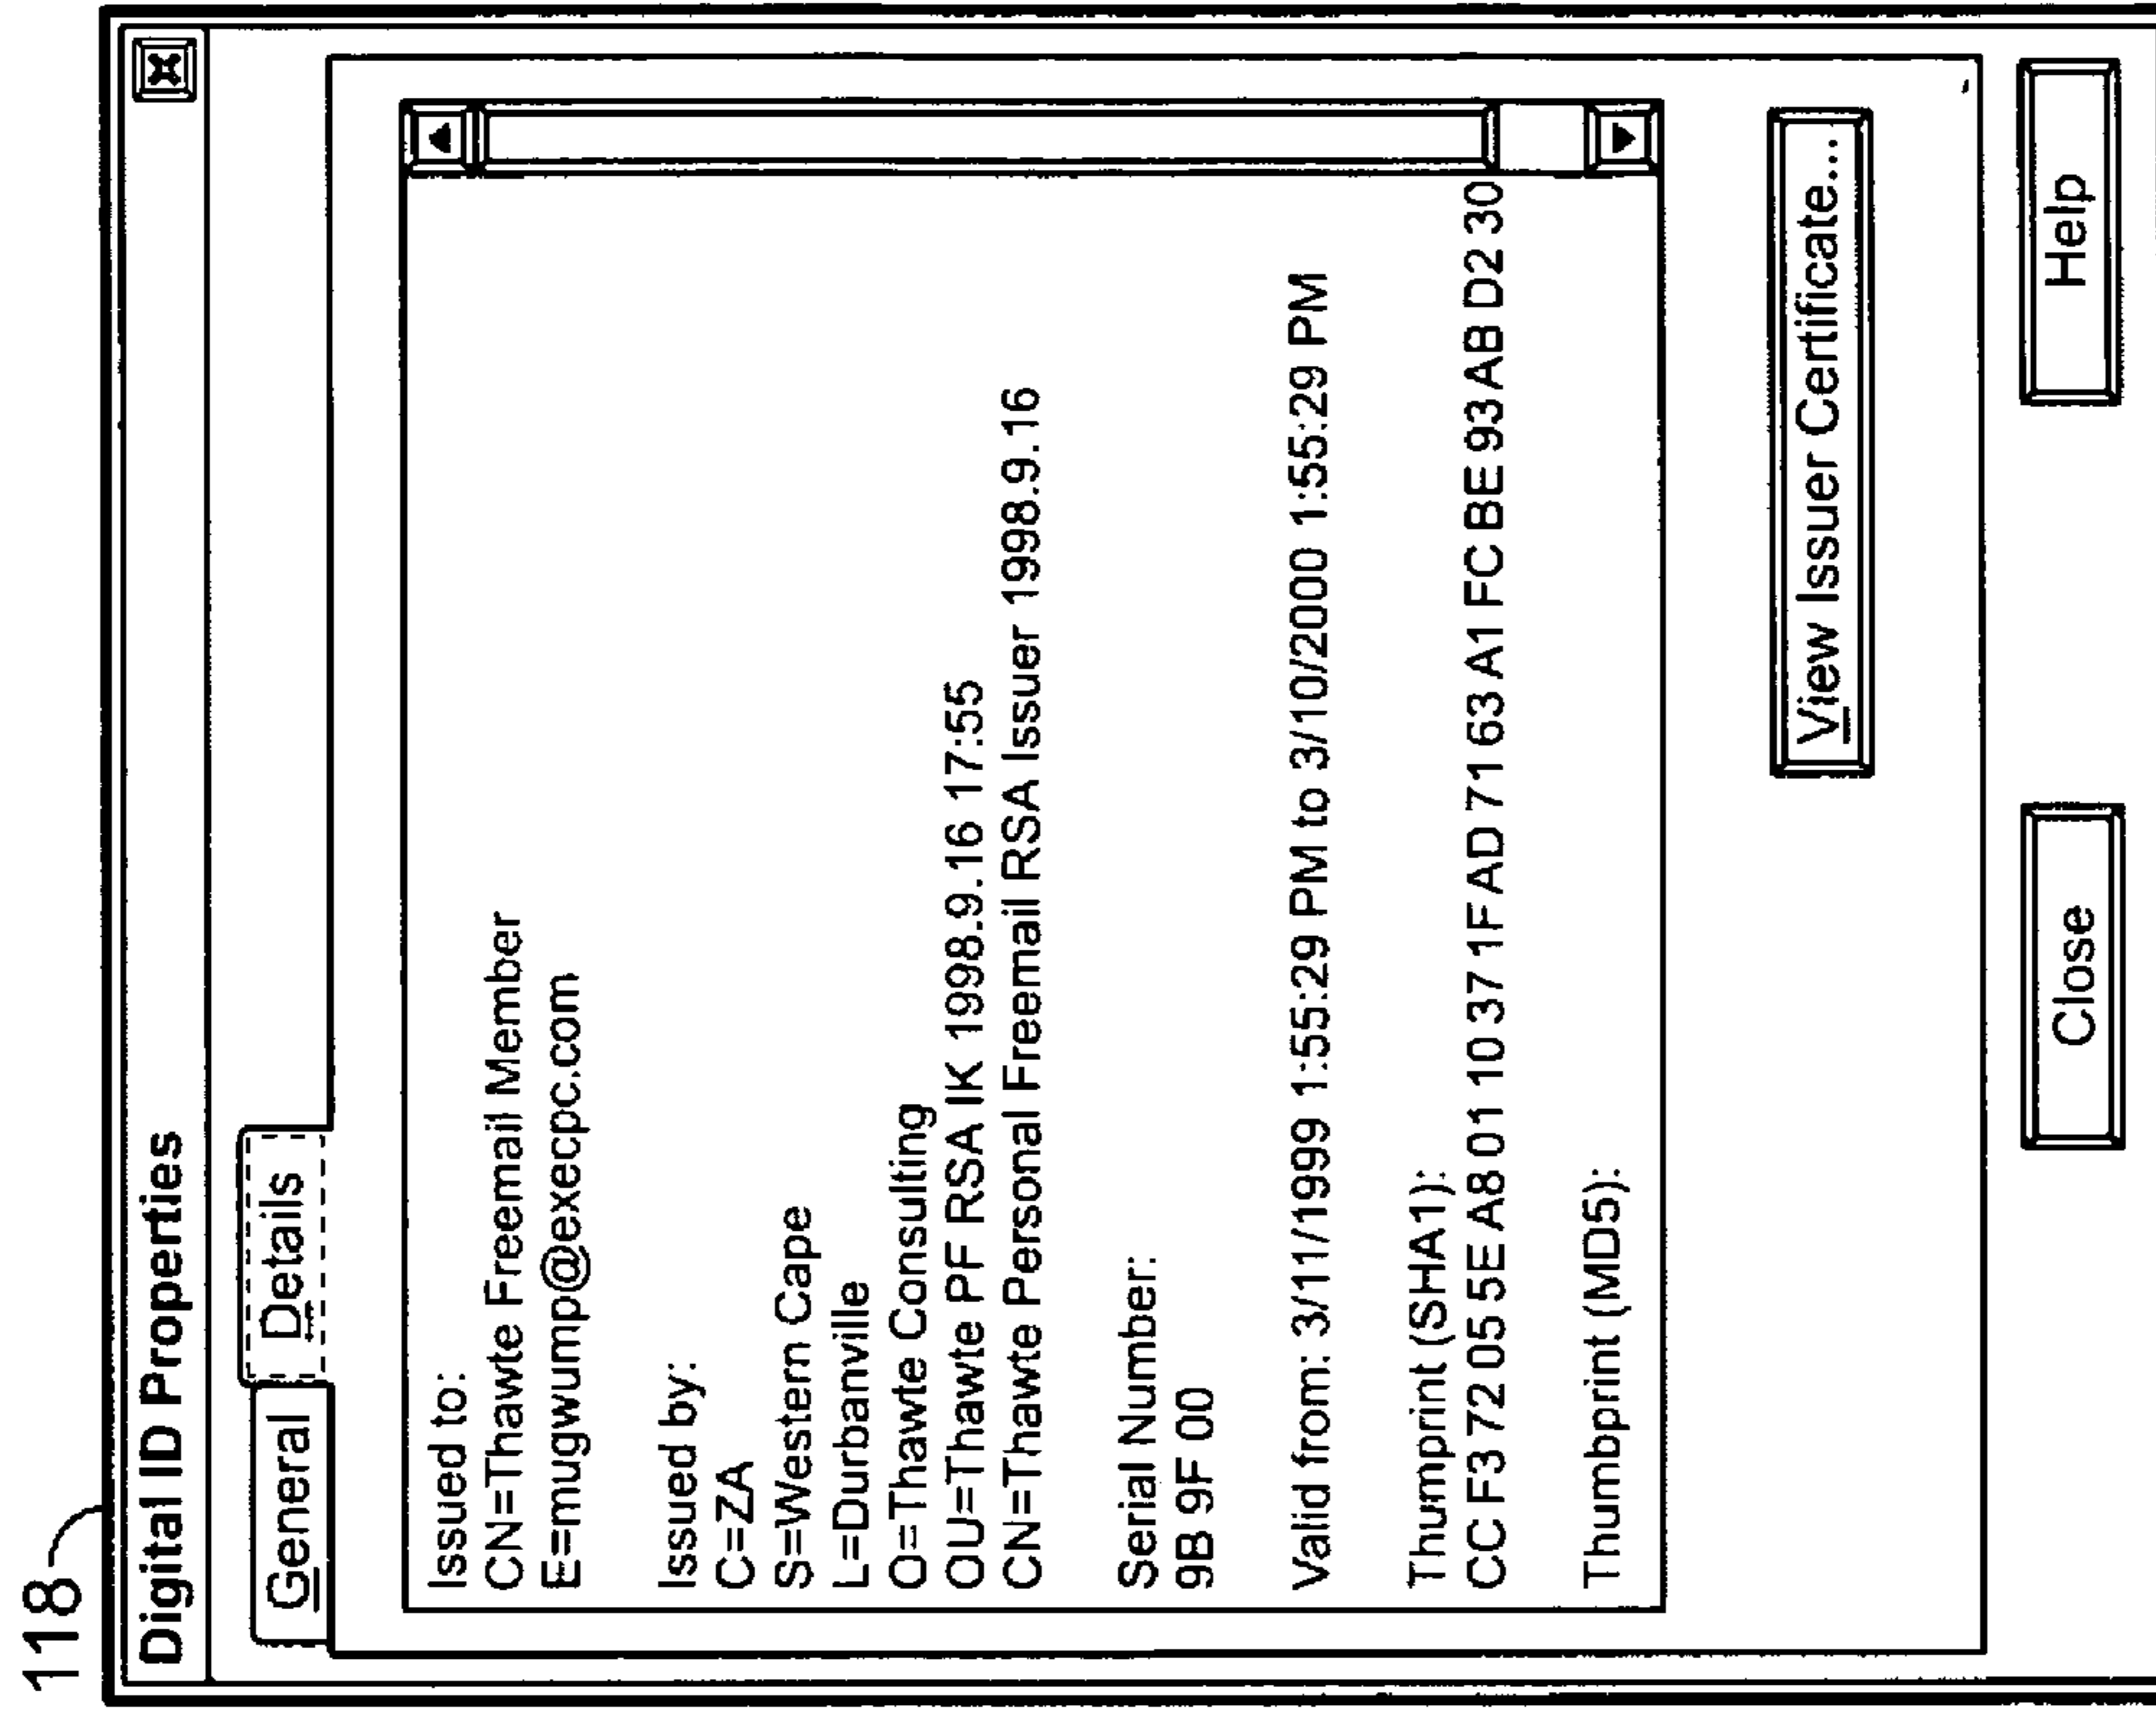 118
Digital ID Properties
General Details
Issued to:
CN=Thawte Freemail Member
E=mugwump@execpc.com
Issued by:
C=ZA
S=Western Cape
L=Durbanville
O=Thawte Consulting
OU=Thawte PF RSA IK 1998.9.16 17:55
CN=Thawte Personal Freemail RSA Issuer 1998.9.16
Serial Number:
9B 9F 00
Valid from: 3/11/1999 1:55:29 PM to 3/10/2000 1:55:29 PM
Thumprint (SHA1):
CC F3 72 05 5E A8 01 10 37 1F AD 71 63 A1 FC BE 93 AB D2 30
Thumbprint (MD5):
View Issuer Certificate...
Close Help